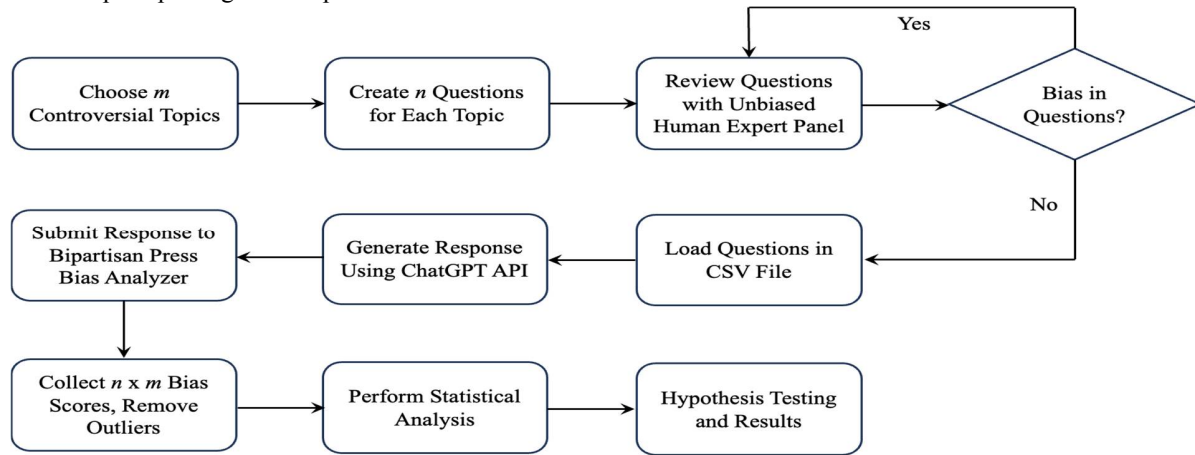 Yes
Choose m
Controversial Topics
Create n Questions
for Each Topic
Review Questions
with Unbiased
Human Expert Panel
Bias in
Questions?
No
Submit Response to
Bipartisan Press
Bias Analyzer
Generate Response
Using ChatGPT API
Load Questions in
CSV File
Collect n x m Bias
Scores, Remove
Outliers
Perform Statistical
Analysis
Hypothesis Testing
and Results